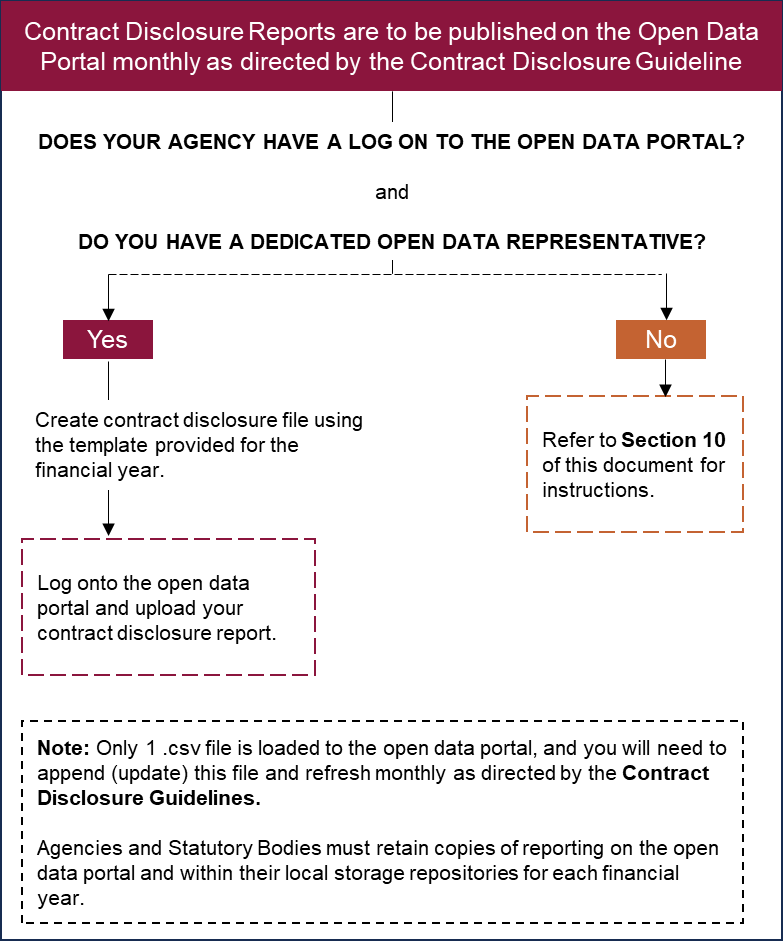 Contract Disclosure Reports are to be published on the Open Data
Portal monthly as directed by the Contract Disclosure Guideline
DOES YOUR AGENCY HAVE A LOG ON TO THE OPEN DATA PORTAL?
and
DO YOU HAVE A DEDICATED OPEN DATA REPRESENTATIVE?
Yes
No
Create contract disclosure file using
the template provided for the
financial year.
Refer to Section 10
of this document for
instructions.
Log onto the open data
portal and upload your
contract disclosure report.
Note: Only 1 .csv file is loaded to the open data portal, and you will need to
append (update) this file and refresh monthly as directed by the Contract
Disclosure Guidelines.
Agencies and Statutory Bodies must retain copies of reporting on the open
data portal and within their local storage repositories for each financial
year.